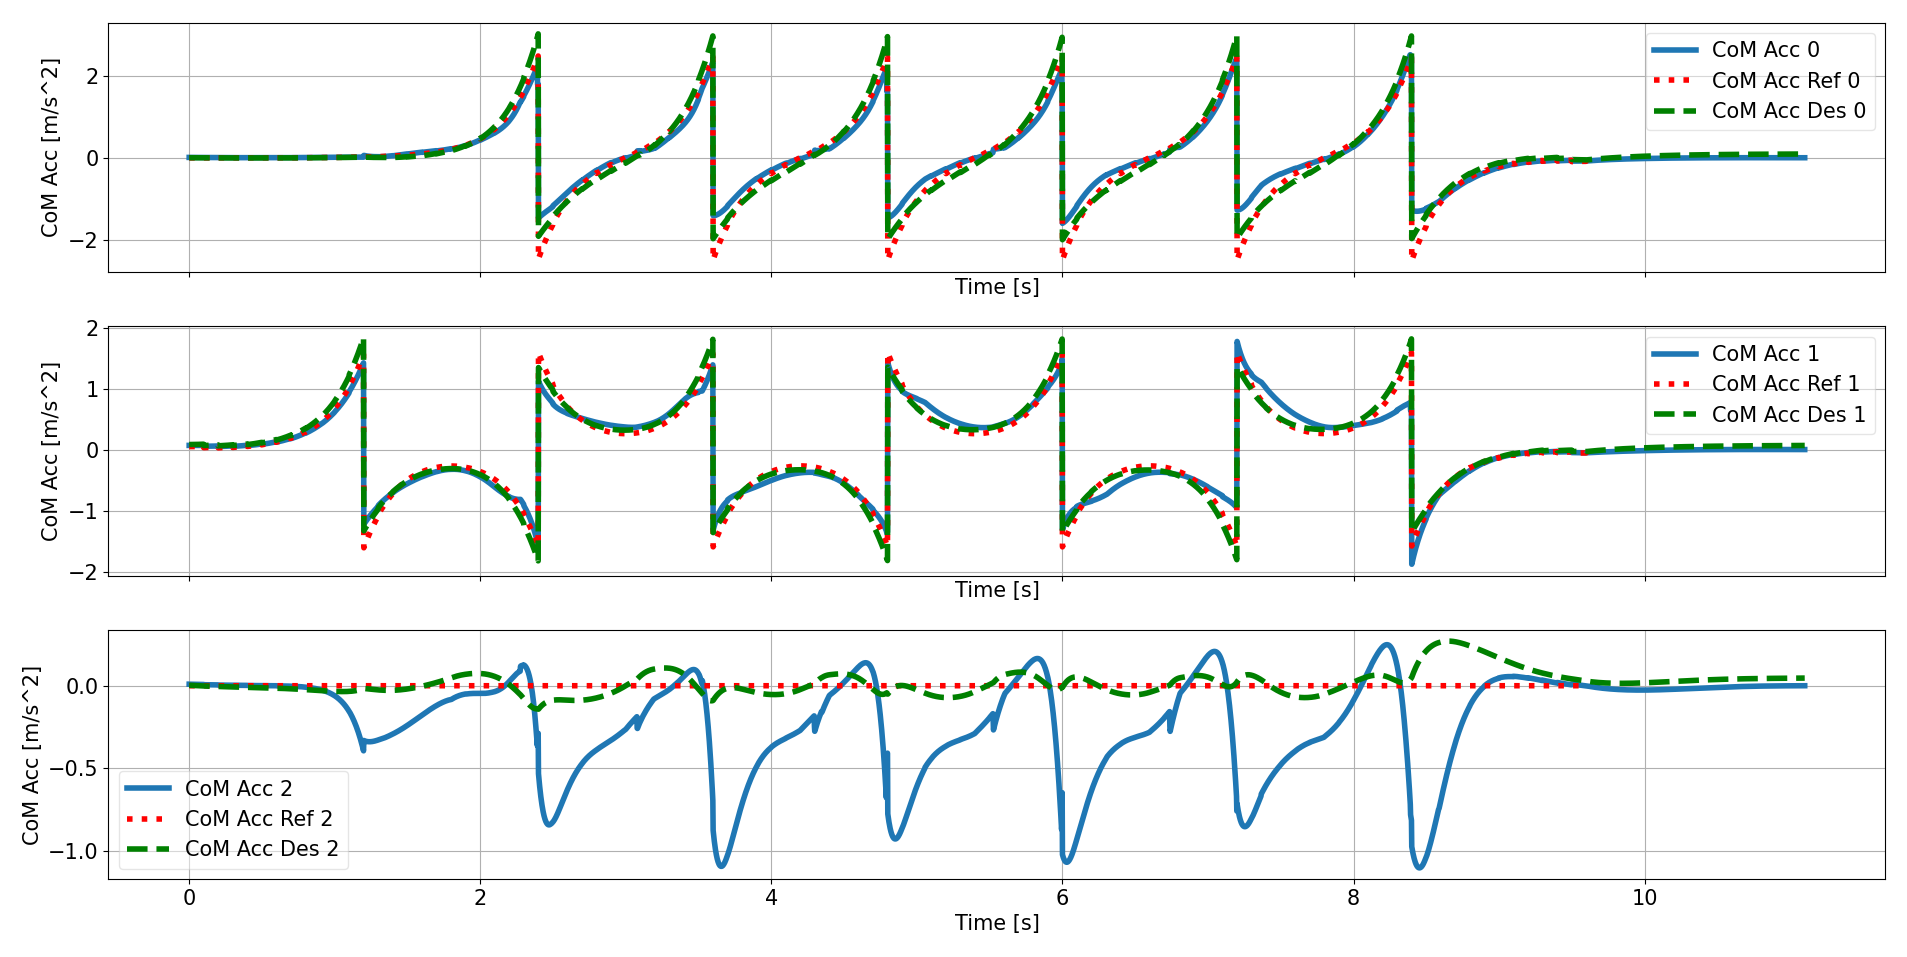 CoM Acc [m/s^2]
2
0
−2
CoM Acc 0
CoM Acc Ref 0
CoM Acc Des 0
Time [s]
CoM Acc [m/s^2]
2
1
0
−1
−2
CoM Acc 1
CoM Acc Ref 1
CoM Acc Des 1
Time [s]
CoM Acc [m/s^2]
0.0
−0.5
−1.0
CoM Acc 2
CoM Acc Ref 2
CoM Acc Des 2
0 2 4 6 8 10
Time [s]